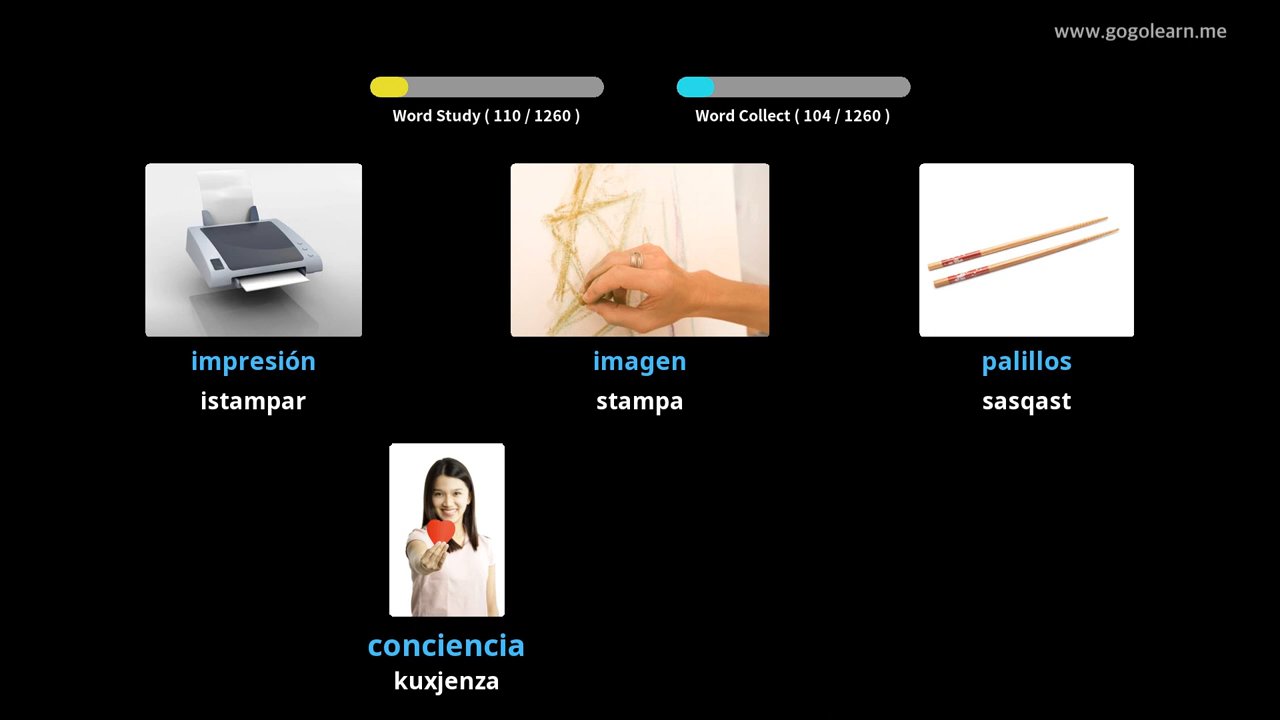 www.gogolearn.me
Word Study ( 110 / 1260 )
Word Collect ( 104 / 1260 )
impresión
istampar
imagen
stampa
palillos
sasqast
conciencia
kuxjenza